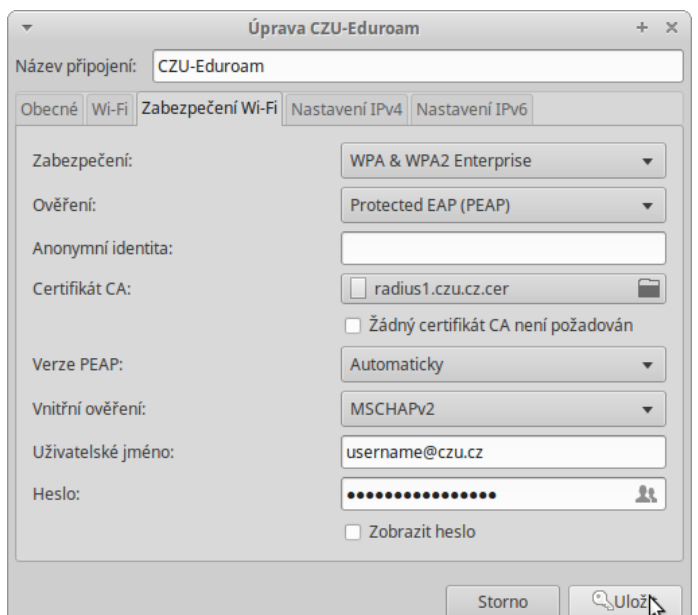 Úprava CZU-Eduroam
Název připojení: CZU-Eduroam
Obecné Wi-Fi Zabezpečení Wi-Fi Nastavení IPv4 Nastavení IPv6
Zabezpečení: WPA & WPA2 Enterprise
Ověření: Protected EAP (PEAP)
Anonymní identita:
Certifikát CA: radius1.czu.cz.cer
Žádný certifikát CA není požadován
Verze PEAP: Automaticky
Vnitřní ověření: MSCHAPv2
Uživatelské jméno: username@czu.cz
Heslo: ••••••••••••••••
Zobrazit heslo
Storno Uložit